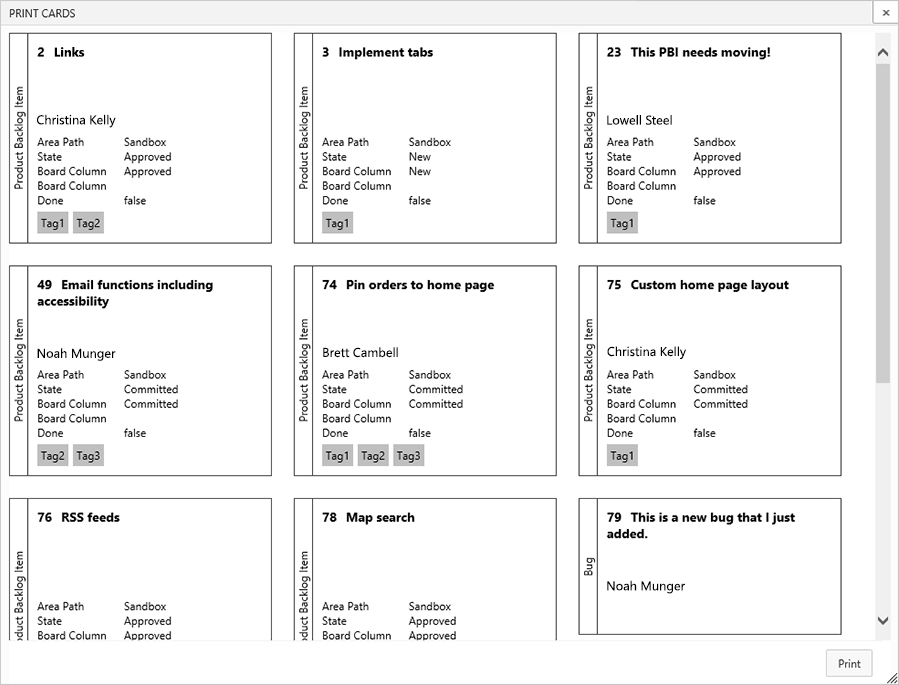 PRINT CARDS
Product Backlog Item
2 Links
Christina Kelly
Area Path Sandbox
State Approved
Board Column Approved
Board Column
Done false
Tag1 Tag2
Product Backlog Item
3 Implement tabs
Area Path Sandbox
State New
Board Column New
Board Column
Done false
Tag1
Product Backlog Item
23 This PBI needs moving!
Lowell Steel
Area Path Sandbox
State Approved
Board Column Approved
Board Column
Done false
Tag1
Product Backlog Item
49 Email functions including
accessibility
Noah Munger
Area Path Sandbox
State Committed
Board Column Committed
Board Column
Done false
Tag2 Tag3
Product Backlog Item
74 Pin orders to home page
Brett Cambell
Area Path Sandbox
State Committed
Board Column Committed
Board Column
Done false
Tag1 Tag2 Tag3
Product Backlog Item
75 Custom home page layout
Christina Kelly
Area Path Sandbox
State Committed
Board Column Committed
Board Column
Done false
Tag1
duct Backlog Item
76 RSS feeds
Area Path Sandbox
State Approved
Board Column Approved
duct Backlog Item
78 Map search
Area Path Sandbox
State Approved
Board Column Approved
Bug
79 This is a new bug that I just
added.
Noah Munger
Print